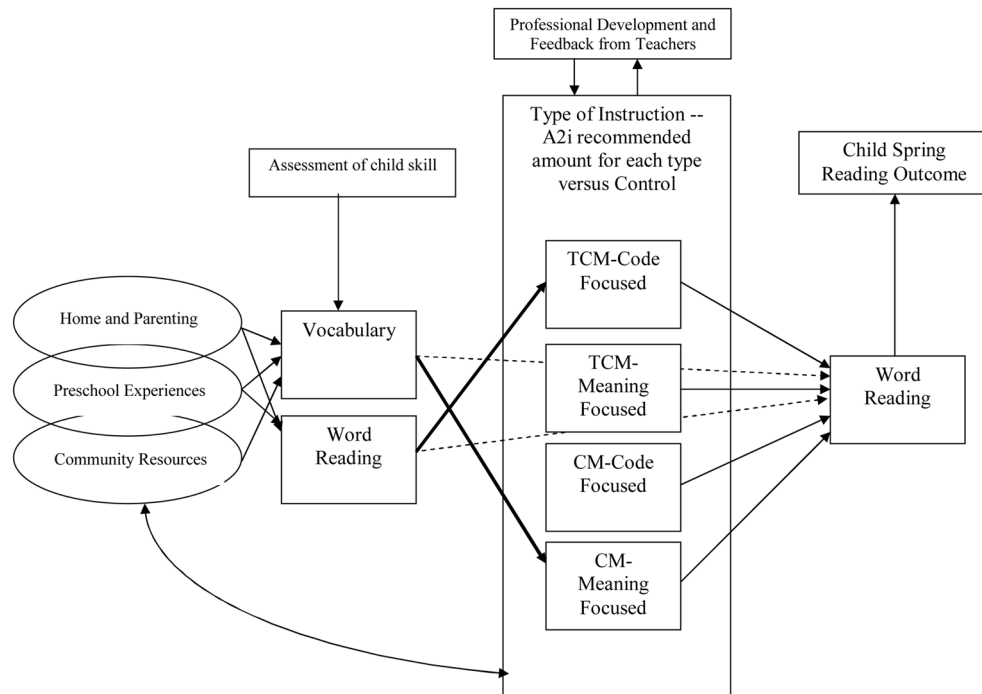 Professional Development and
Feedback from Teachers
Type of Instruction --
A2i recommended
amount for each type
versus Control
Assessment of child skill
Child Spring
Reading Outcome
Home and Parenting
Preschool Experiences
Community Resources
Vocabulary
Word
Reading
TCM-Code
Focused
TCM-
Meaning
Focused
CM-Code
Focused
CM-
Meaning
Focused
Word
Reading